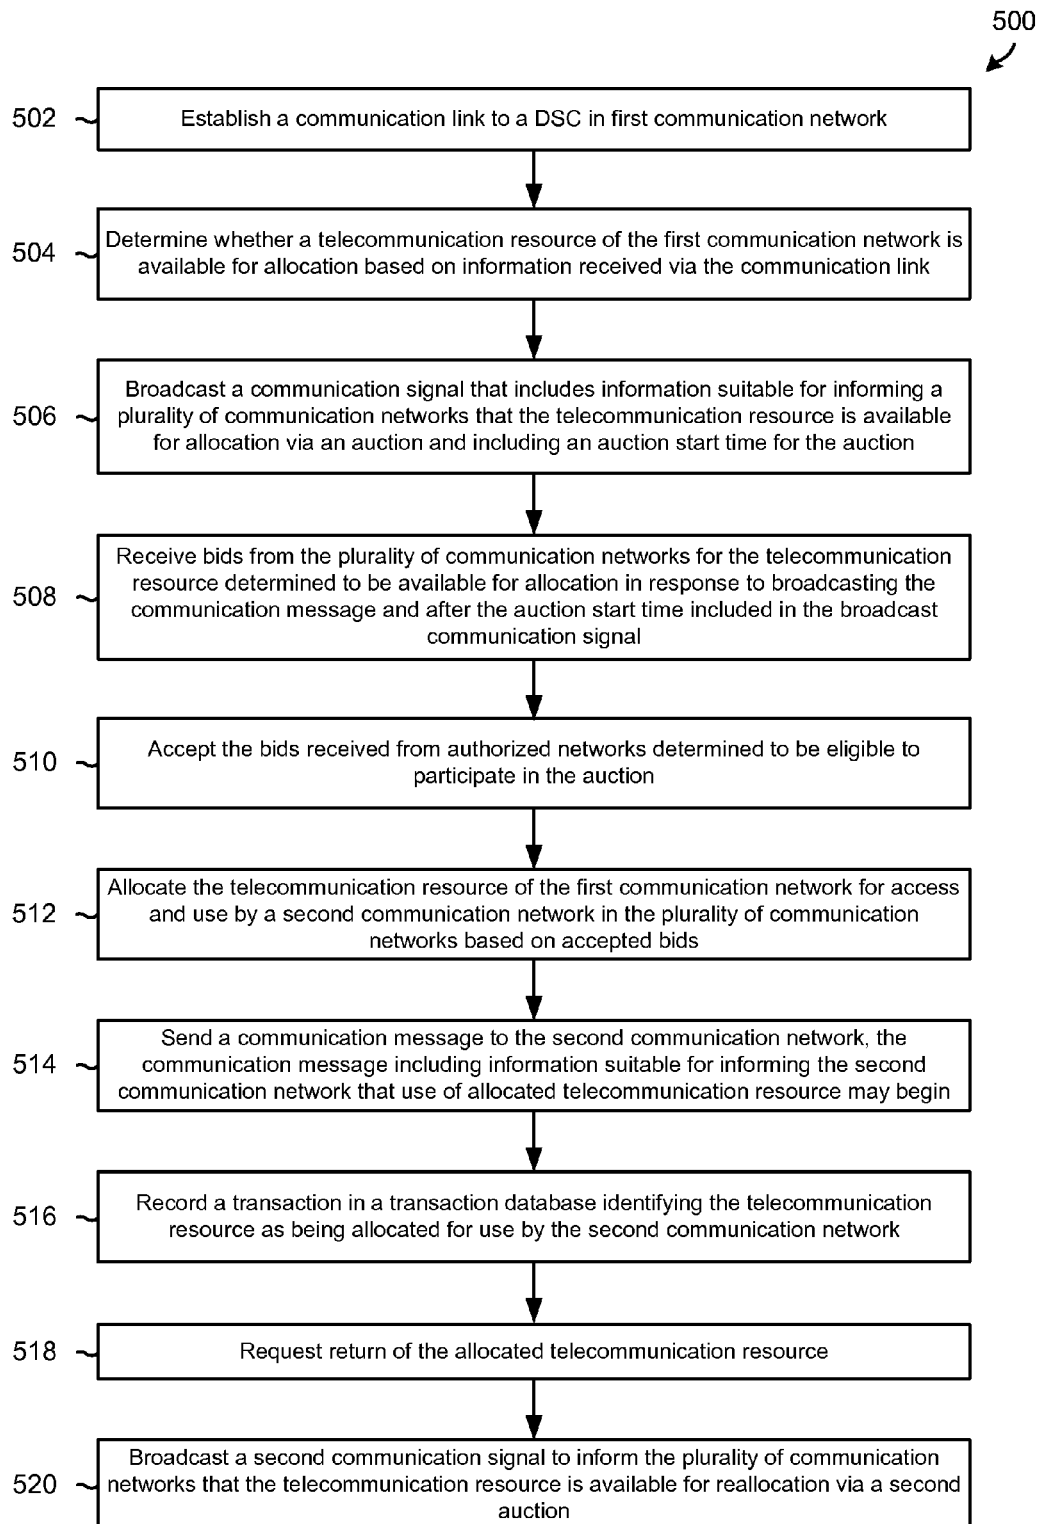 500
502
Establish a communication link to a DSC in first communication network
504
Determine whether a telecommunication resource of the first communication network is
available for allocation based on information received via the communication link
506
Broadcast a communication signal that includes information suitable for informing a
plurality of communication networks that the telecommunication resource is available
for allocation via an auction and including an auction start time for the auction
508
Receive bids from the plurality of communication networks for the telecommunication
resource determined to be available for allocation in response to broadcasting the
communication message and after the auction start time included in the broadcast
communication signal
510
Accept the bids received from authorized networks determined to be eligible to
participate in the auction
512
Allocate the telecommunication resource of the first communication network for access
and use by a second communication network in the plurality of communication
networks based on accepted bids
514
Send a communication message to the second communication network, the
communication message including information suitable for informing the second
communication network that use of allocated telecommunication resource may begin
516
Record a transaction in a transaction database identifying the telecommunication
resource as being allocated for use by the second communication network
518
Request return of the allocated telecommunication resource
520
Broadcast a second communication signal to inform the plurality of communication
networks that the telecommunication resource is available for reallocation via a second
auction